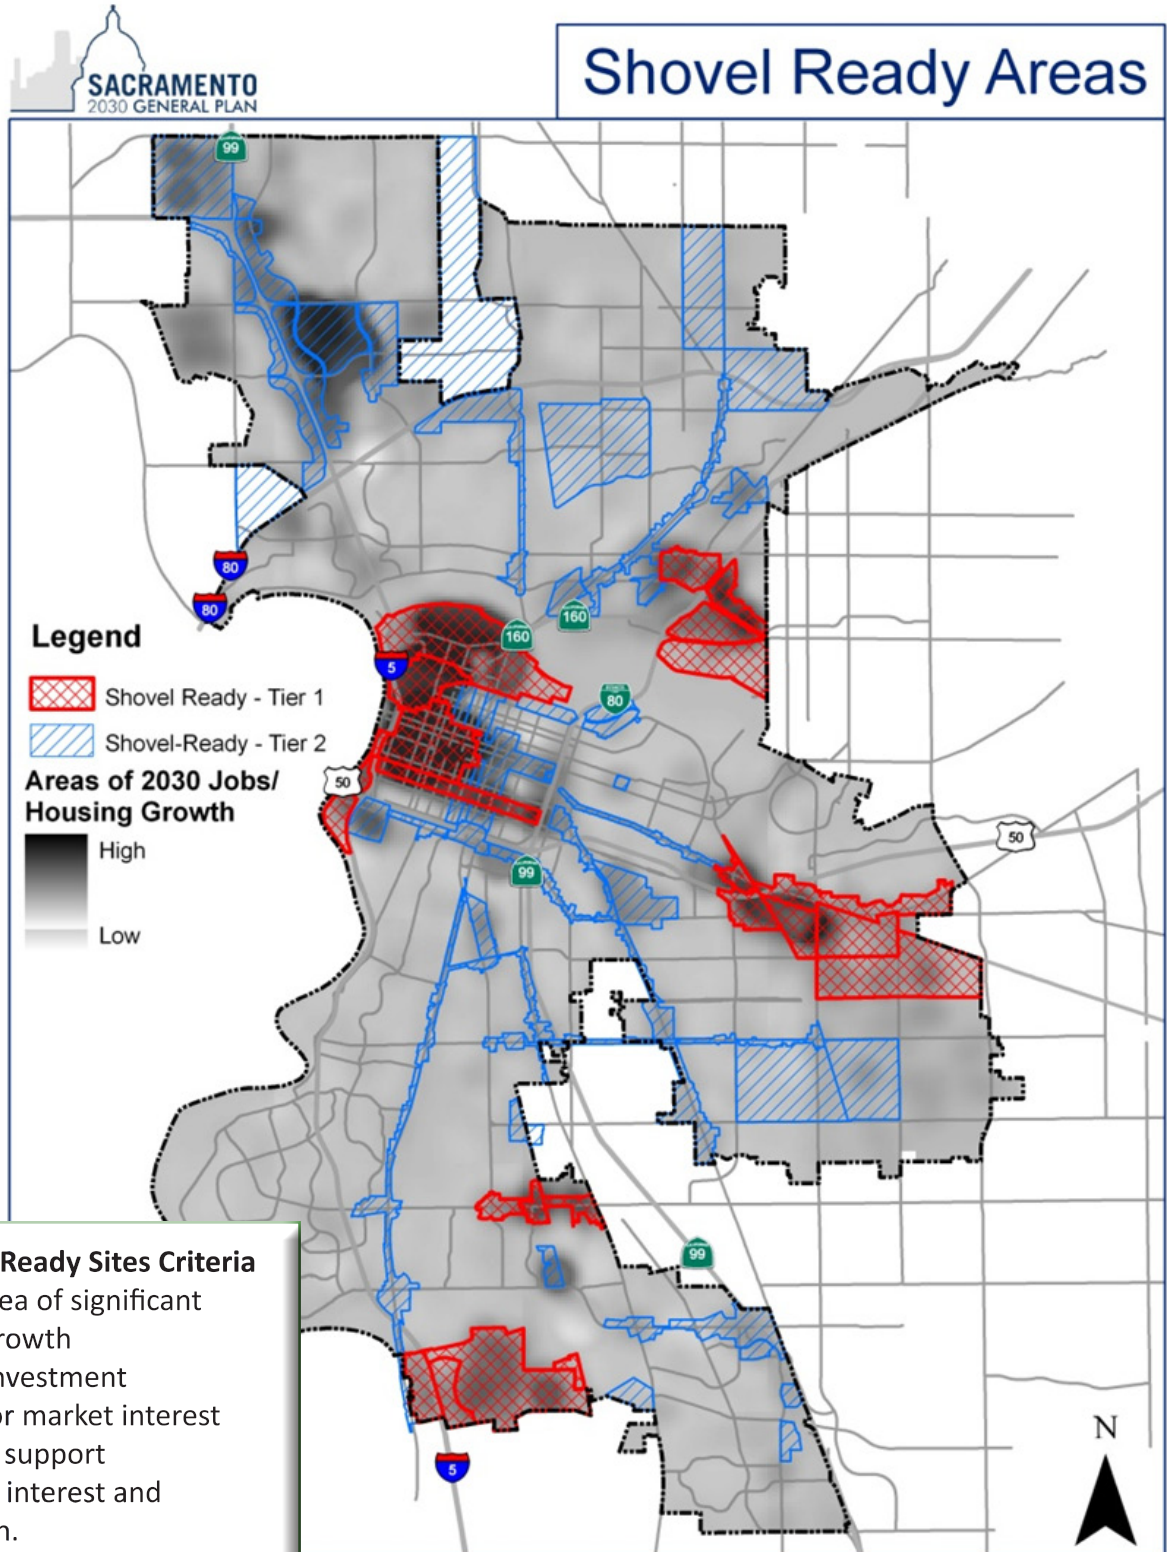 SACRAMENTO
2030 GENERAL PLAN
Shovel Ready Areas
99
80
80
160
160
5
80
Legend
Shovel Ready - Tier 1
Shovel-Ready - Tier 2
Areas of 2030 Jobs/
Housing Growth
High
Low
50
50
99
99
Ready Sites Criteria
ea of significant
rowth
nvestment
or market interest
support
interest and
n.
5
N